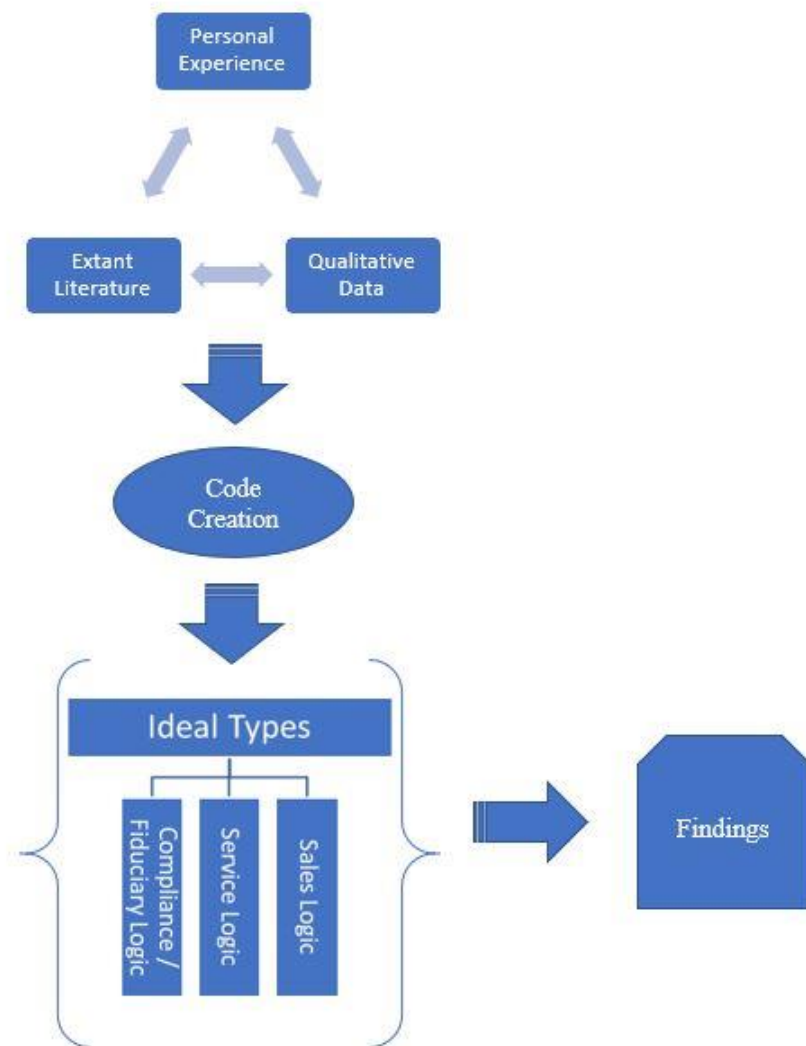 Personal
Experience
Extant
Literature
Qualitative
Data
Code
Creation
Ideal Types
Compliance /
Fiduciary Logic
Service Logic
Sales Logic
Findings